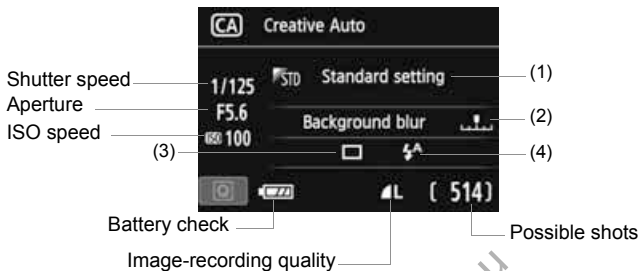 CA Creative Auto
Shutter speed
1/125
STD Standard setting
(1)
Aperture
F5.6
Background blur
(2)
ISO speed
ISO 100
(3)
A
(4)
L
[ 514]
Battery check
Possible shots
Image-recording quality